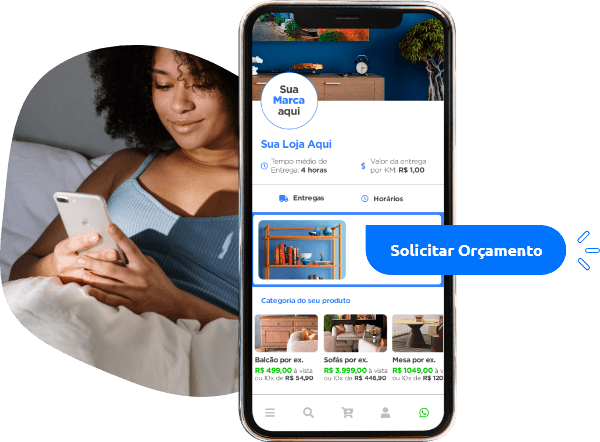 Sua
Marca
aqui
Sua Loja Aqui
Tempo médio de
Entrega: 4 horas
$ Valor da entrega
por KM: R$ 1,00
Entregas
Horários
Solicitar Orçamento
Categoria do seu produto
Balcão por ex.
R$ 499,00 à vista
ou 10x de R$ 54,90
Sofás por ex.
R$ 3.999,00 à vista
ou 10x de R$ 446,90
Mesa por ex.
R$ 1049,00 à v
ou 10x de R$ 120